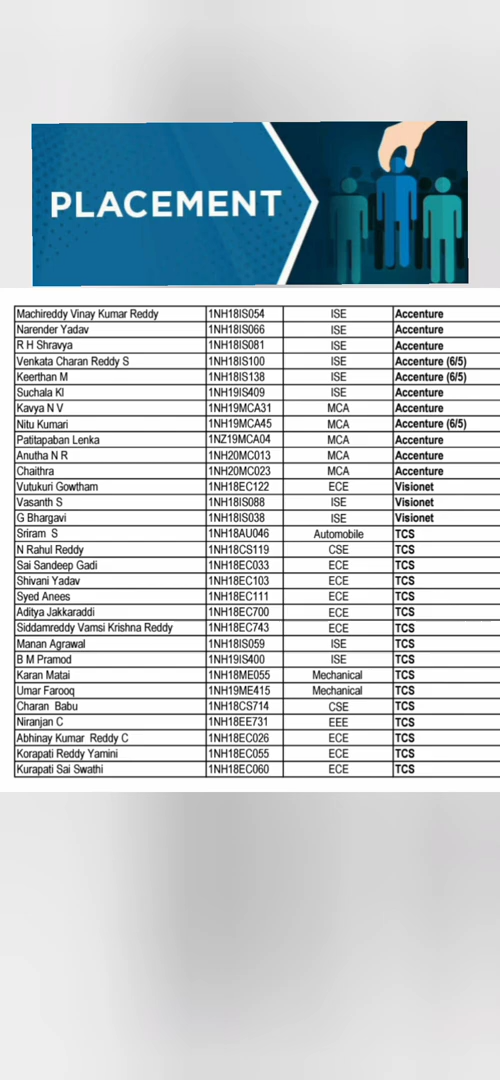 PLACEMENT
Machireddy Vinay Kumar Reddy 1NH18IS054 ISE Accenture
Narender Yadav 1NH18IS066 ISE Accenture
R H Shravya 1NH18IS081 ISE Accenture
Venkata Charan Reddy S 1NH18IS100 ISE Accenture (6/5)
Keerthan M 1NH18IS138 ISE Accenture (6/5)
Suchala Kl 1NH19IS409 ISE Accenture
Kavya N V 1NH19MCA31 MCA Accenture
Nitu Kumari 1NH19MCA45 MCA Accenture (6/5)
Patitapaban Lenka 1NZ19MCA04 MCA Accenture
Anutha N R 1NH20MC013 MCA Accenture
Chaithra 1NH20MC023 MCA Accenture
Vutukuri Gowtham 1NH18EC122 ECE Visionet
Vasanth S 1NH18IS088 ISE Visionet
G Bhargavi 1NH18IS038 ISE Visionet
Sriram S 1NH18AU046 Automobile TCS
N Rahul Reddy 1NH18CS119 CSE TCS
Sai Sandeep Gadi 1NH18EC033 ECE TCS
Shivani Yadav 1NH18EC103 ECE TCS
Syed Anees 1NH18EC111 ECE TCS
Aditya Jakkaraddi 1NH18EC700 ECE TCS
Siddamreddy Vamsi Krishna Reddy 1NH18EC743 ECE TCS
Manan Agrawal 1NH18IS059 ISE TCS
B M Pramod 1NH19IS400 ISE TCS
Karan Matai 1NH18ME055 Mechanical TCS
Umar Farooq 1NH19ME415 Mechanical TCS
Charan Babu 1NH18CS714 CSE TCS
Niranjan C 1NH18EE731 EEE TCS
Abhinay Kumar Reddy C 1NH18EC026 ECE TCS
Korapati Reddy Yamini 1NH18EC055 ECE TCS
Kurapati Sai Swathi 1NH18EC060 ECE TCS